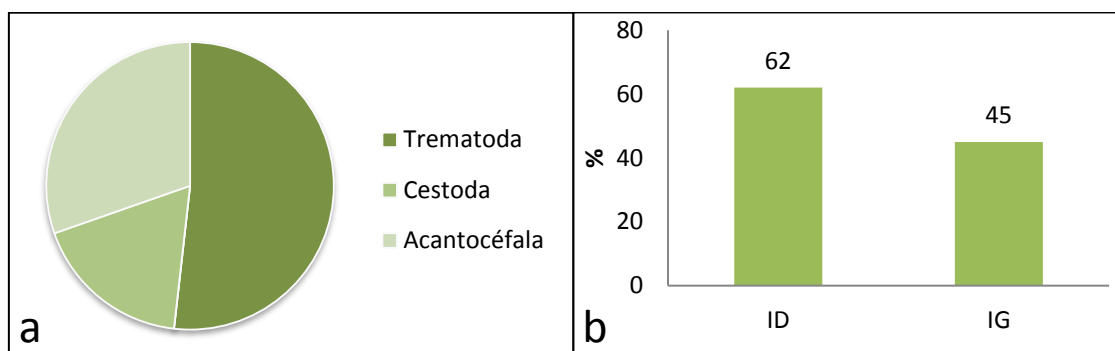 Trematoda
Cestoda
Acantocéfala
a
80
60
40
20
0
%
62
45
ID
IG
b